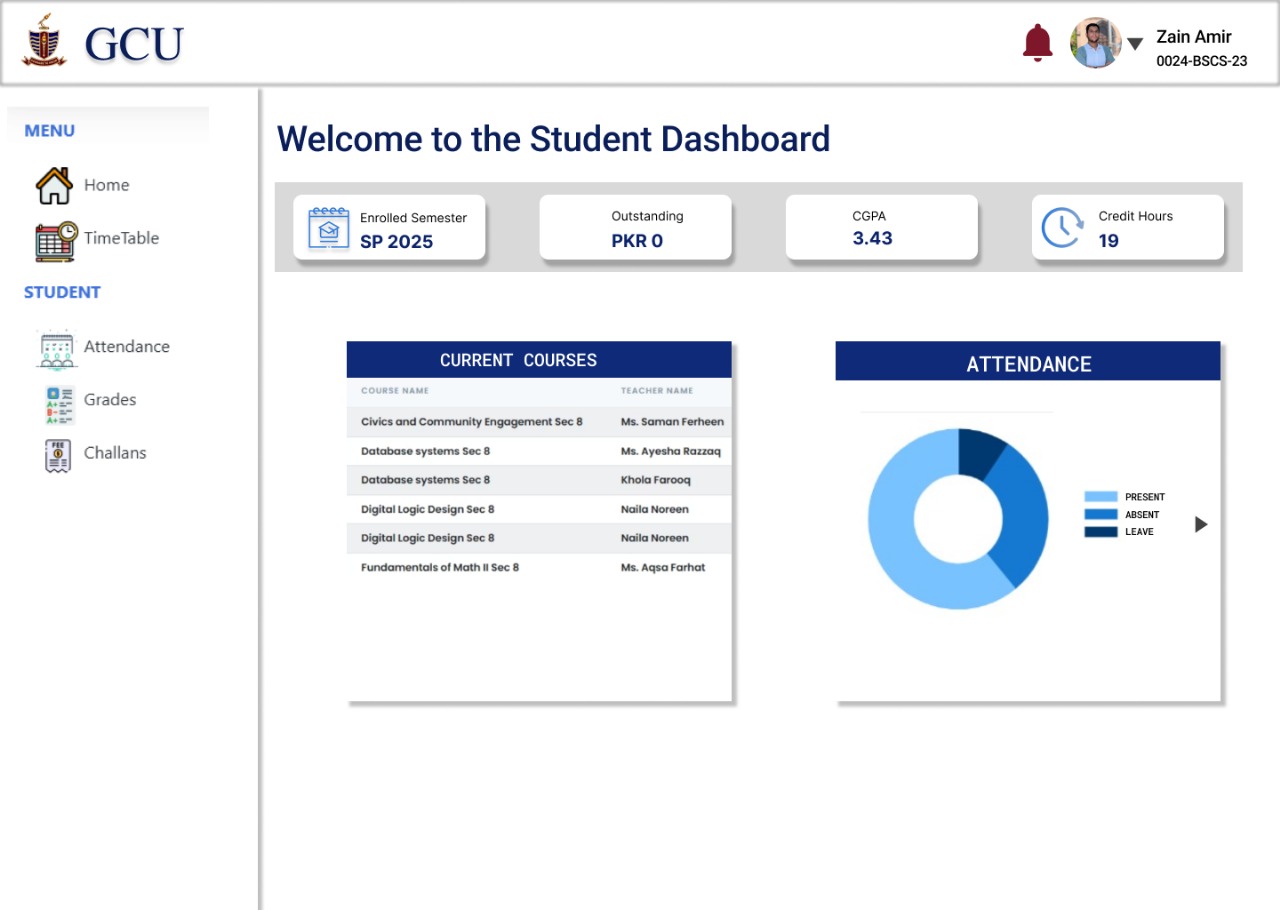 GCU
Zain Amir
0024-BSCS-23
MENU
Home
TimeTable
STUDENT
Attendance
Grades
Challans
Welcome to the Student Dashboard
Enrolled Semester
SP 2025
Outstanding
PKR 0
CGPA
3.43
Credit Hours
19
CURRENT COURSES
COURSE NAME TEACHER NAME
Civics and Community Engagement Sec 8 Ms. Saman Ferheen
Database systems Sec 8 Ms. Ayesha Razzaq
Database systems Sec 8 Khola Farooq
Digital Logic Design Sec 8 Naila Noreen
Digital Logic Design Sec 8 Naila Noreen
Fundamentals of Math II Sec 8 Ms. Aqsa Farhat
ATTENDANCE
PRESENT
ABSENT
LEAVE
FEE
A+
B-
A+